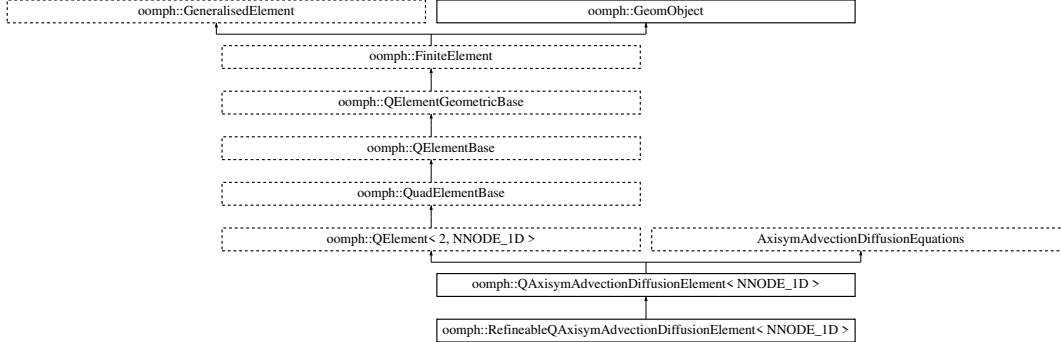 oomph::GeneralisedElement
oomph::GeomObject
oomph::FiniteElement
oomph::QElementGeometricBase
oomph::QElementBase
oomph::QuadElementBase
oomph::QElement< 2, NNODE_1D >
AxisymAdvectionDiffusionEquations
oomph::QAxisymAdvectionDiffusionElement< NNODE_1D >
oomph::RefineableQAxisymAdvectionDiffusionElement< NNODE_1D >